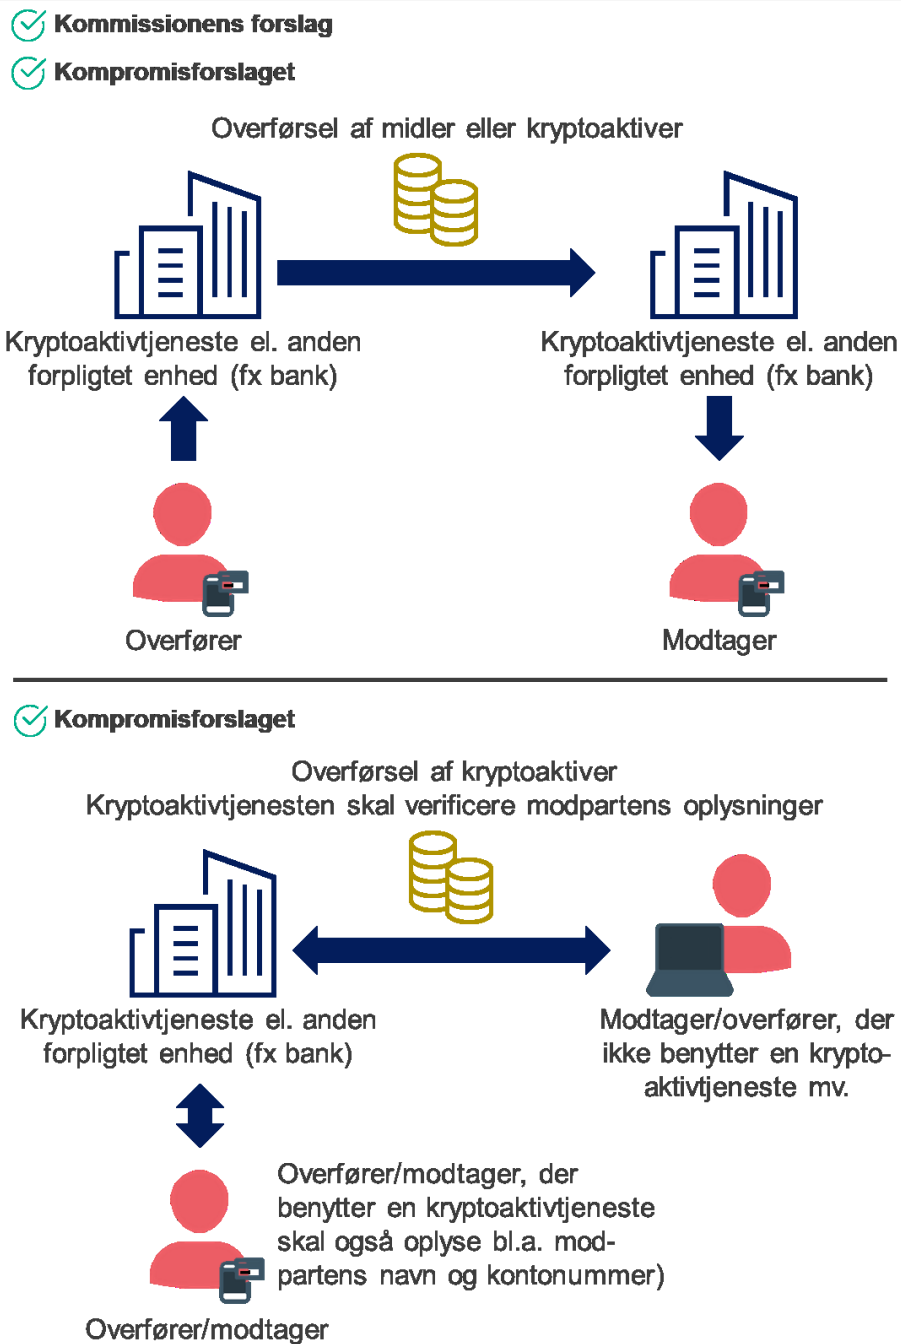 Kommissionens forslag
Kompromisforslaget
Overførsel af midler eller kryptoaktiver
Kryptoaktivtjeneste el. anden
forpligtet enhed (fx bank)
Kryptoaktivtjeneste el. anden
forpligtet enhed (fx bank)
Overfører
Modtager
Kompromisforslaget
Overførsel af kryptoaktiver
Kryptoaktivtjenesten skal verificere modpartens oplysninger
Kryptoaktivtjeneste el. anden
forpligtet enhed (fx bank)
Modtager/overfører, der
ikke benytter en krypto-
aktivtjeneste mv.
Overfører/modtager, der
benytter en kryptoaktivtjeneste
skal også oplyse bl.a. mod-
partens navn og kontonummer)
Overfører/modtager